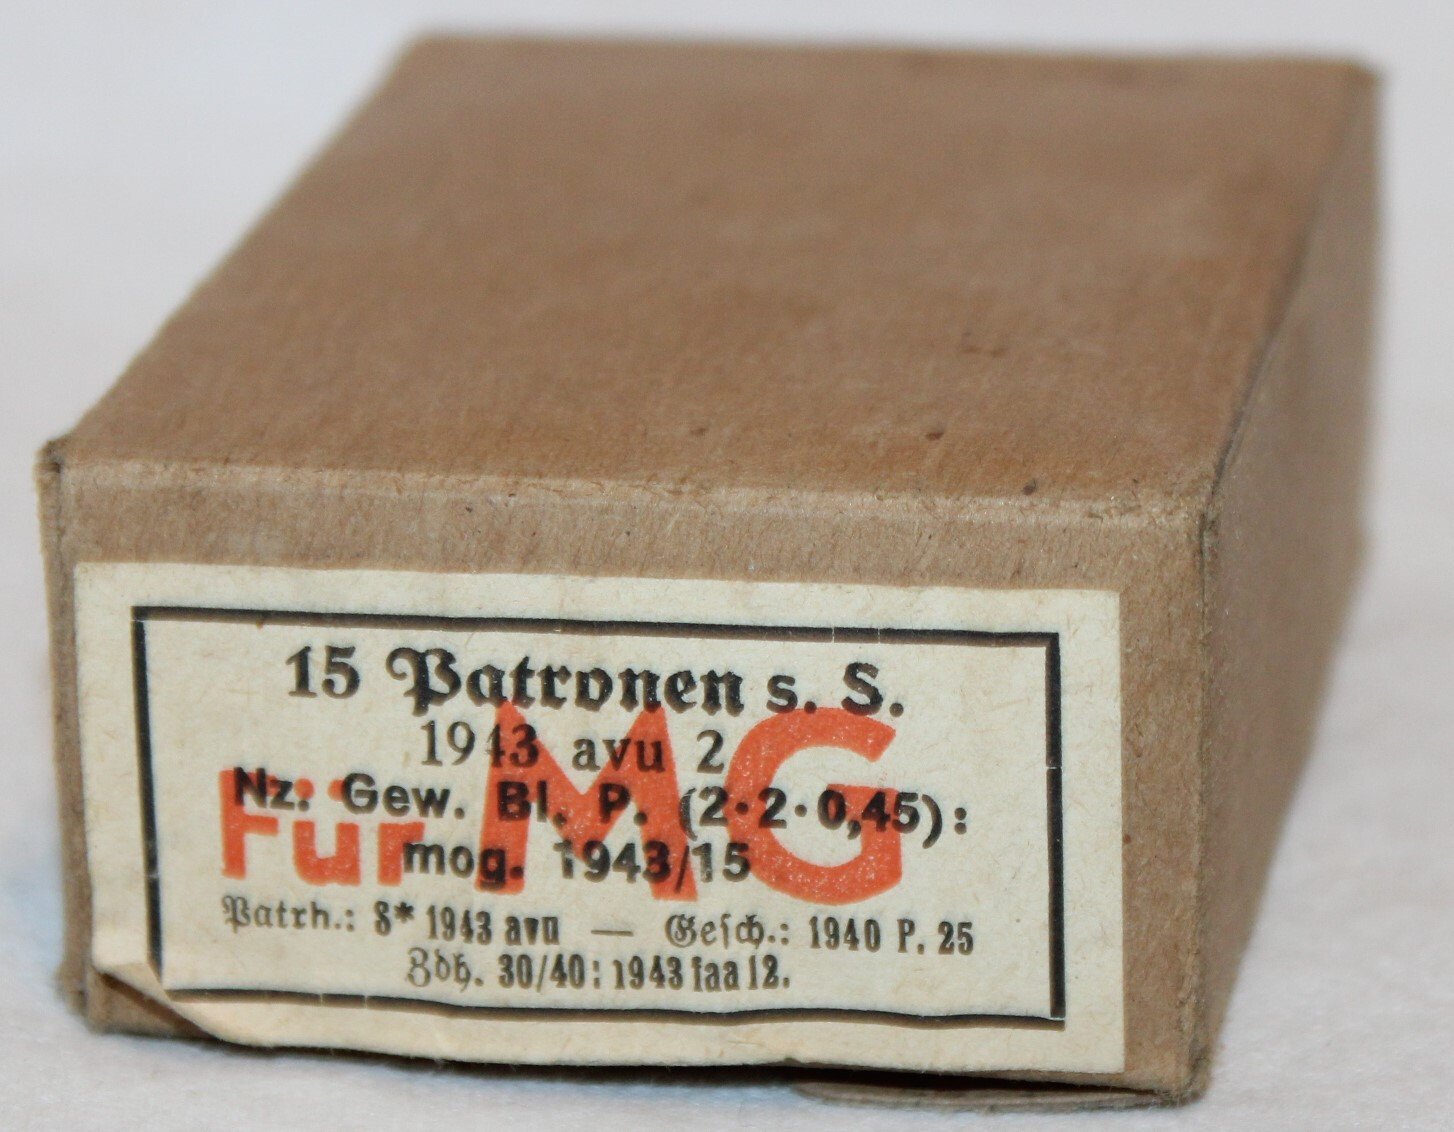 15 Patronen s. S.
1943 avu 2
Nz. Gew. Bl. P. (2·2·0,45):
Für MG
mog. 1943/15
Patrh.: S* 1943 avu — Gesch.: 1940 P. 25
Zdh. 30/40: 1943 faa 12.